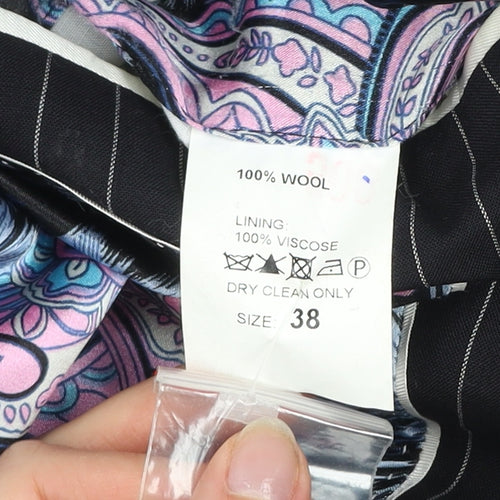 100% WOOL
LINING:
100% VISCOSE
P
DRY CLEAN ONLY
SIZE: 38